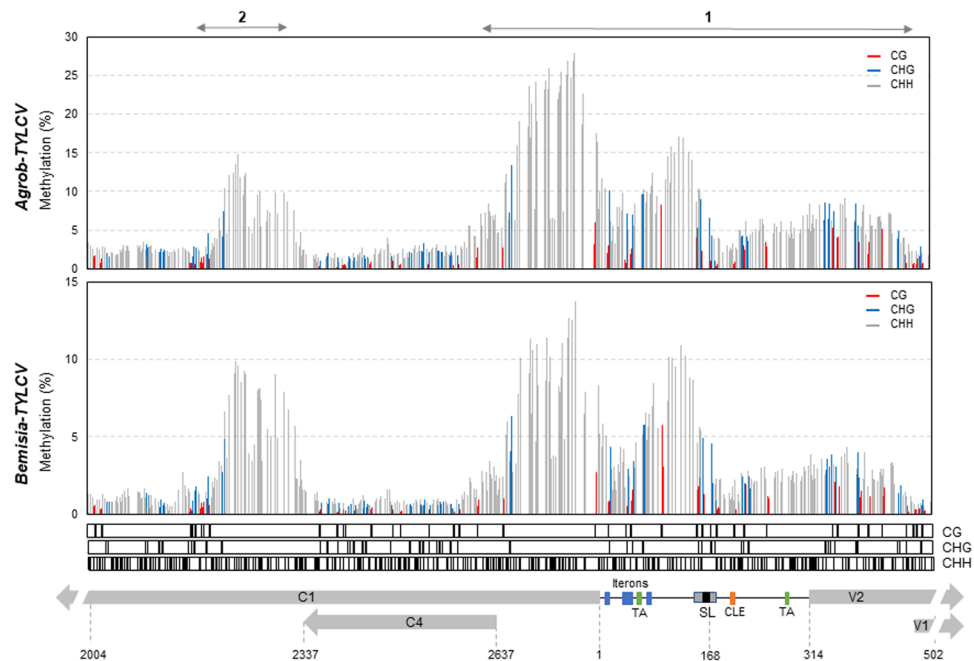 2 1
Agrob-TYLCV
Methylation (%)
30
25
20
15
10
5
0
CG
CHG
CHH
Bemisia-TYLCV
Methylation (%)
15
10
5
0
CG
CHG
CHH
CG
CHG
CHH
Iterons
C1 TA SL CLE TA V2
C4 V1
2004 2337 2637 1 168 314 502